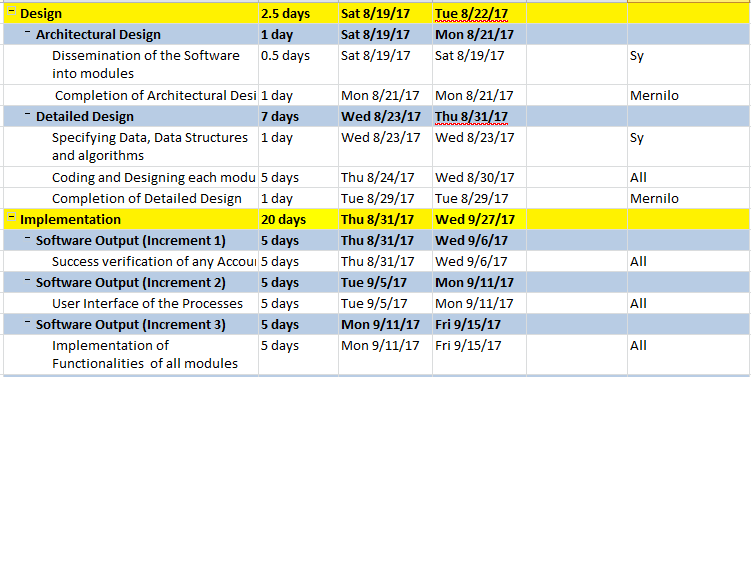 Design 2.5 days Sat 8/19/17 Tue 8/22/17
Architectural Design 1 day Sat 8/19/17 Mon 8/21/17
Dissemination of the Software 0.5 days Sat 8/19/17 Sat 8/19/17 Sy
into modules
Completion of Architectural Desi 1 day Mon 8/21/17 Mon 8/21/17 Mernilo
Detailed Design 7 days Wed 8/23/17 Thu 8/31/17
Specifying Data, Data Structures 1 day Wed 8/23/17 Wed 8/23/17 Sy
and algorithms
Coding and Designing each modu 5 days Thu 8/24/17 Wed 8/30/17 All
Completion of Detailed Design 1 day Tue 8/29/17 Tue 8/29/17 Mernilo
Implementation 20 days Thu 8/31/17 Wed 9/27/17
Software Output (Increment 1) 5 days Thu 8/31/17 Wed 9/6/17
Success verification of any Accou 5 days Thu 8/31/17 Wed 9/6/17 All
Software Output (Increment 2) 5 days Tue 9/5/17 Mon 9/11/17
User Interface of the Processes 5 days Tue 9/5/17 Mon 9/11/17 All
Software Output (Increment 3) 5 days Mon 9/11/17 Fri 9/15/17
Implementation of 5 days Mon 9/11/17 Fri 9/15/17 All
Functionalities of all modules